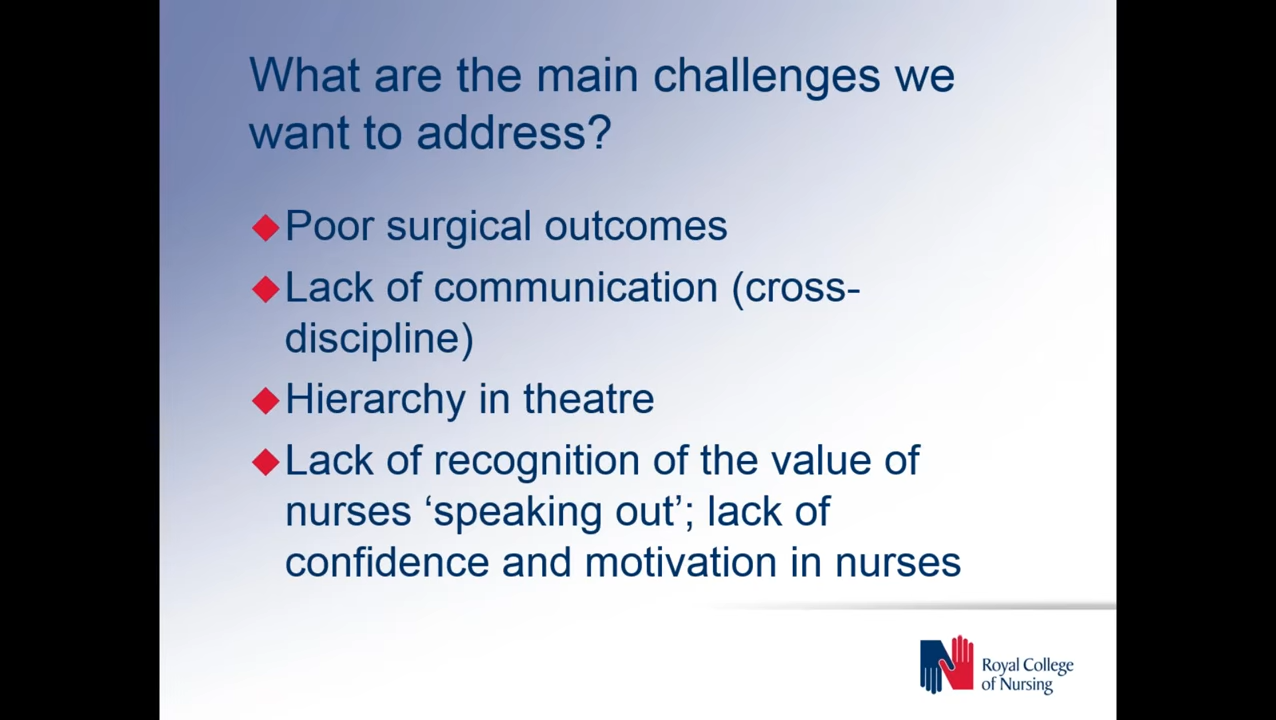 What are the main challenges we
want to address?
Poor surgical outcomes
Lack of communication (cross-
discipline)
Hierarchy in theatre
Lack of recognition of the value of
nurses ‘speaking out’; lack of
confidence and motivation in nurses
Royal College
of Nursing